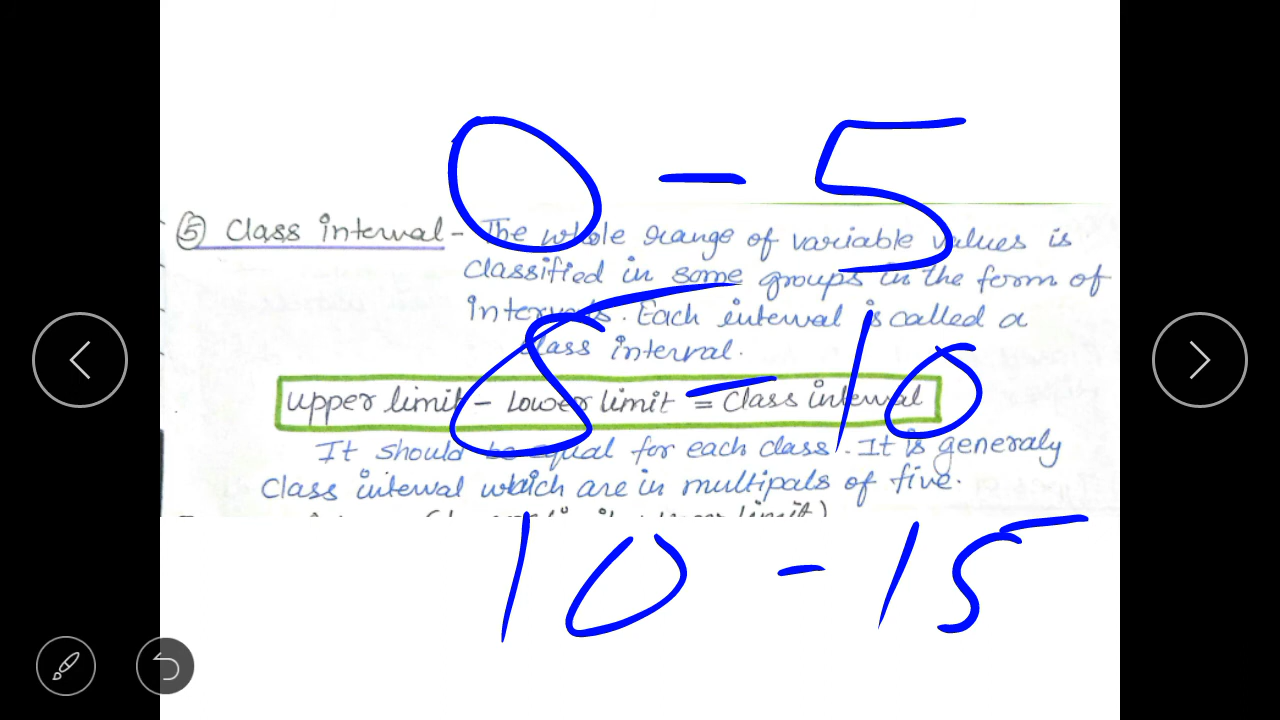 0 - 5
⑤ Class interval - The whole range of variable values is
classified in some groups in the form of
intervals. Each interval is called a
class interval.
5 - 10
upper limit - Lower limit = Class interval
It should be equal for each class. It is generaly
Class interval which are in multipals of five.
10 - 15